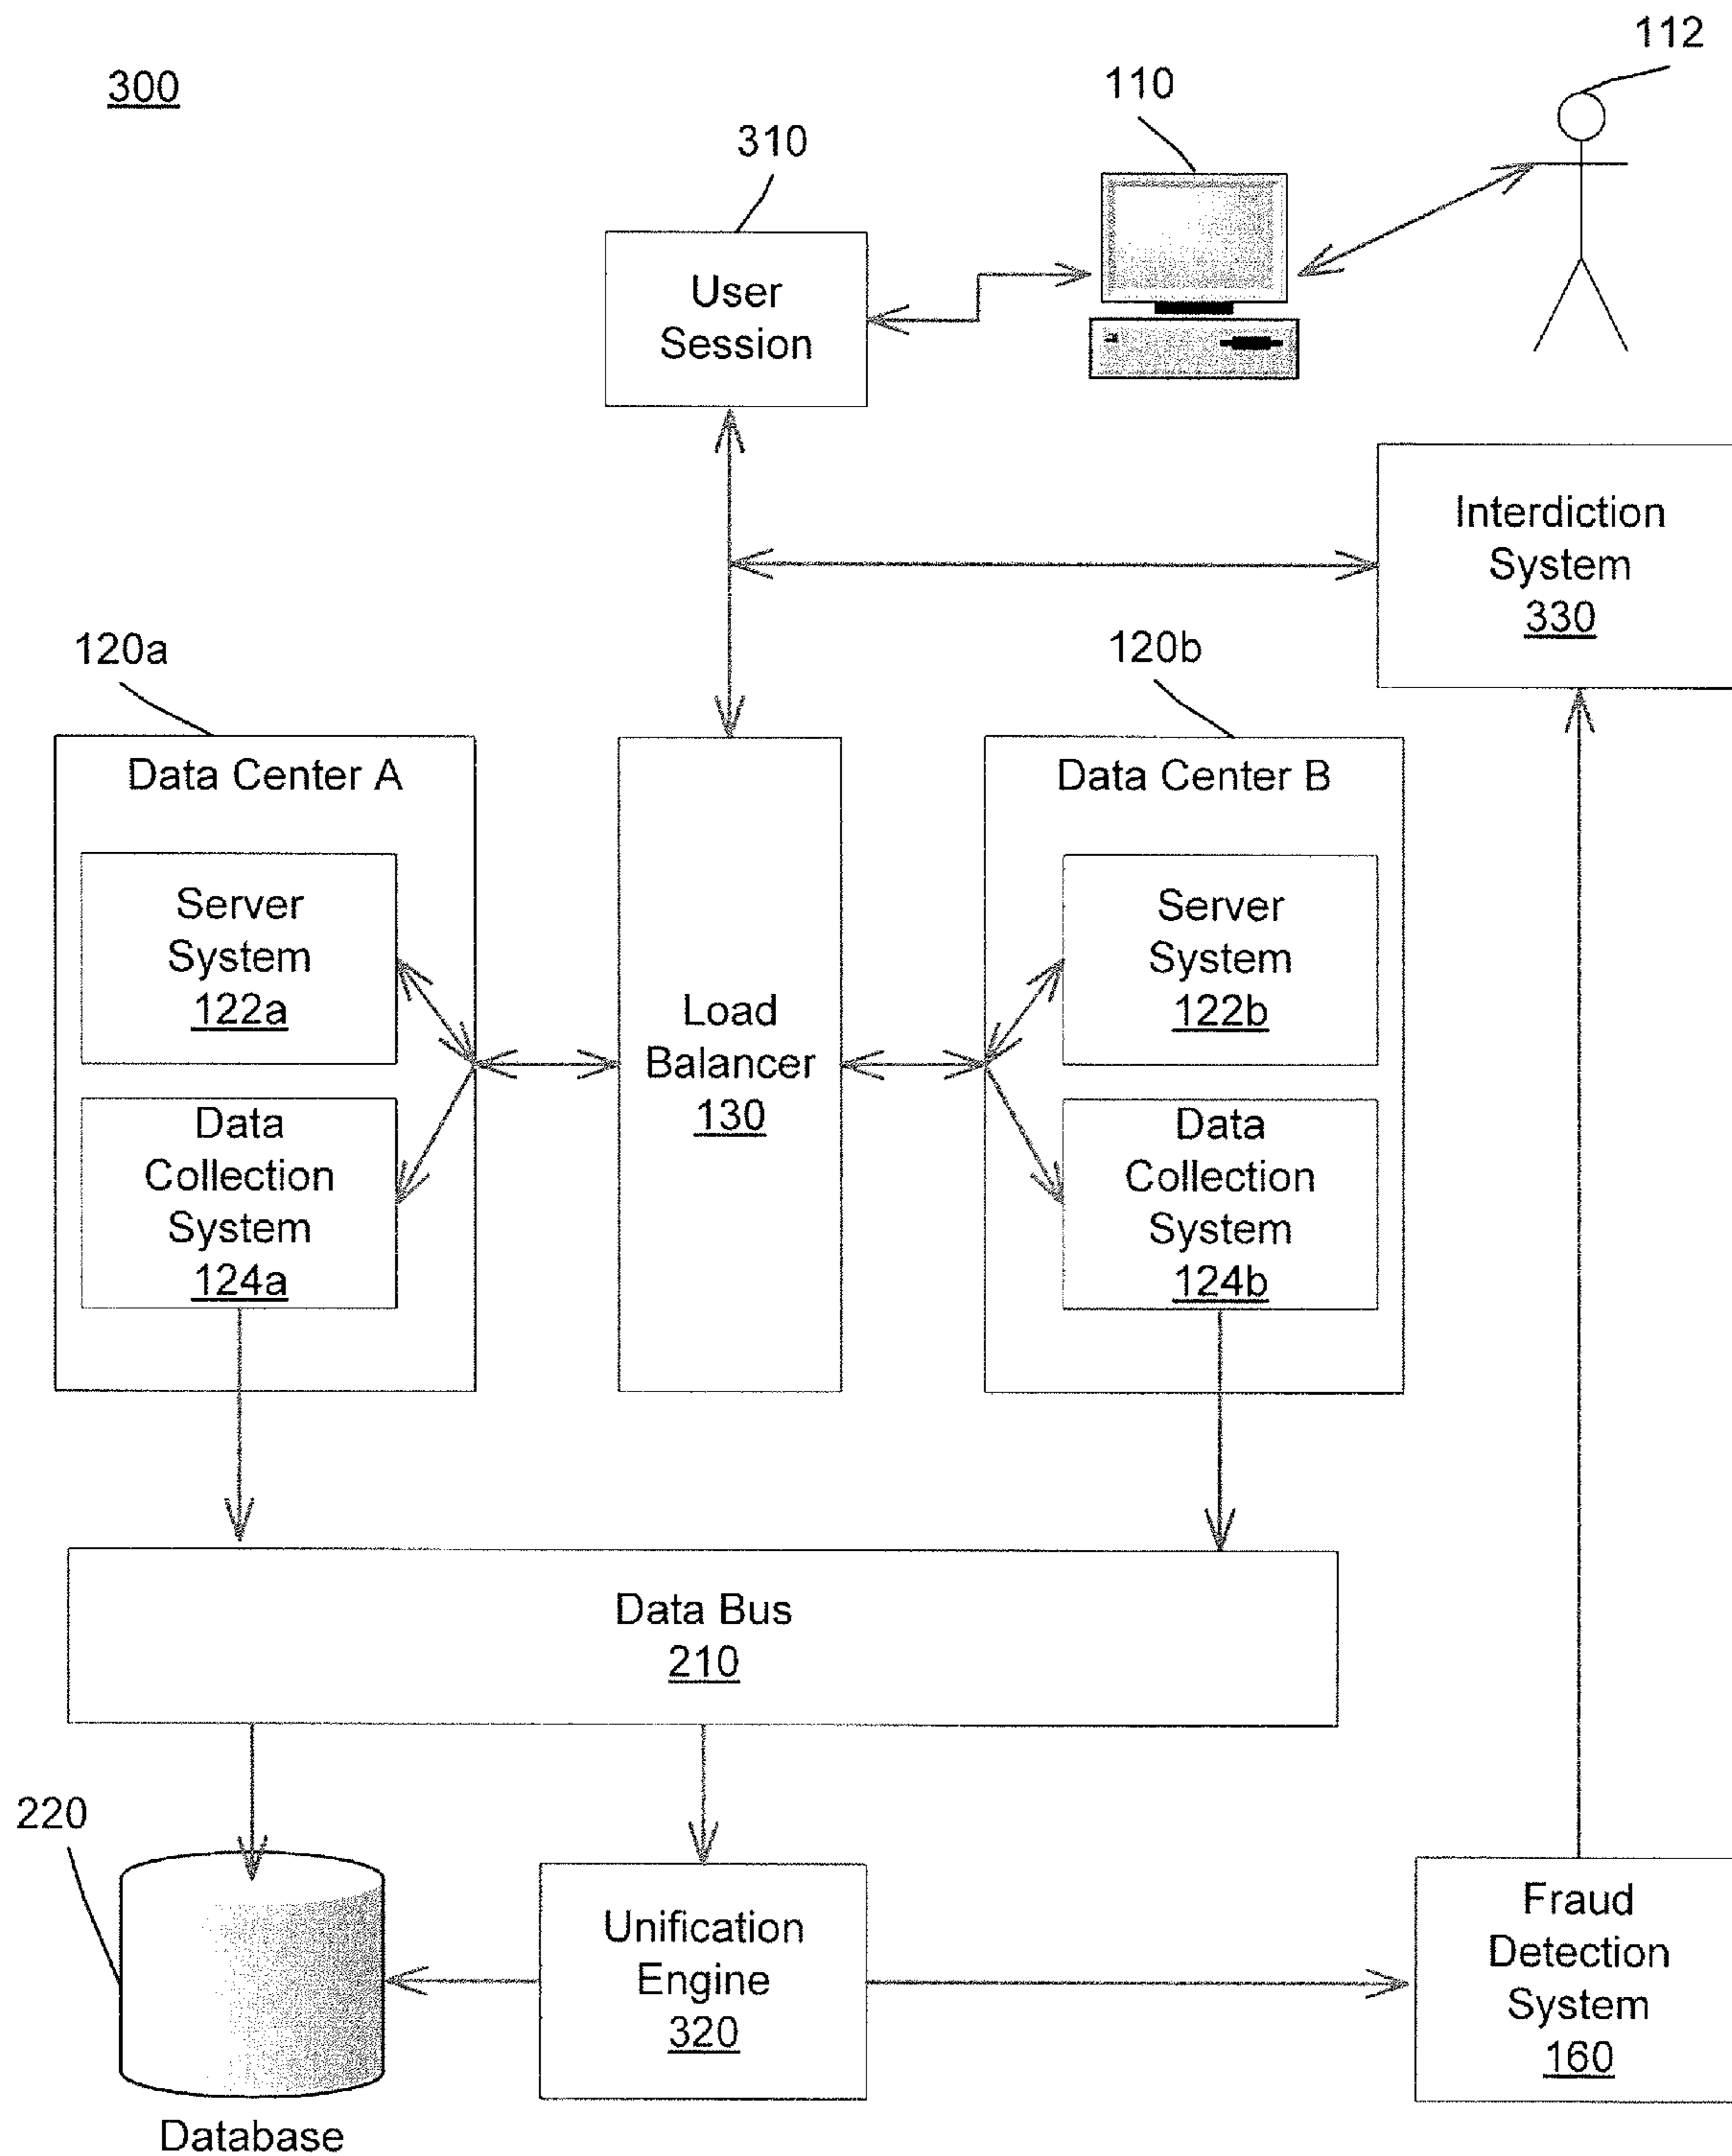 300
112
110
310
User
Session
Interdiction
System
330
120a
120b
Data Center A
Server
System
122a
Data
Collection
System
124a
Load
Balancer
130
Data Center B
Server
System
122b
Data
Collection
System
124b
Data Bus
210
220
Database
Unification
Engine
320
Fraud
Detection
System
160